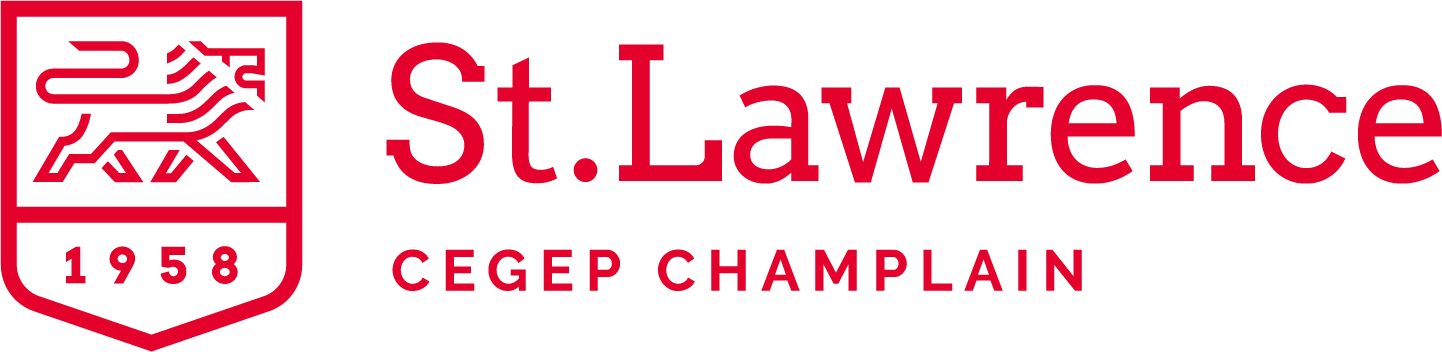 St.Lawrence
CEGEP CHAMPLAIN
1958